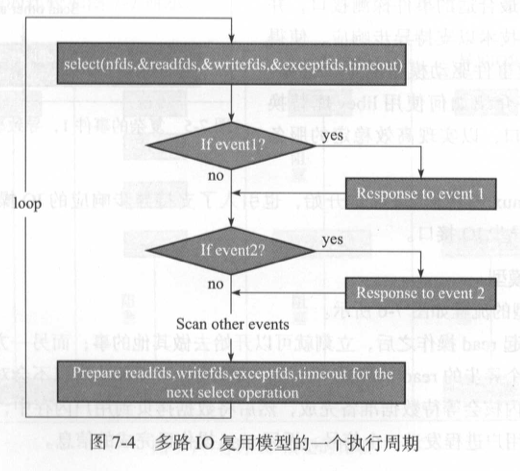 select(nfds,&readfds,&writefds,&exceptfds,timeout)
If event1?
yes
Response to event 1
no
loop
If event2?
yes
Response to event 2
no
Scan other events
Prepare readfds,writefds,exceptfds,timeout for the
next select operation
图 7-4 多路 IO 复用模型的一个执行周期